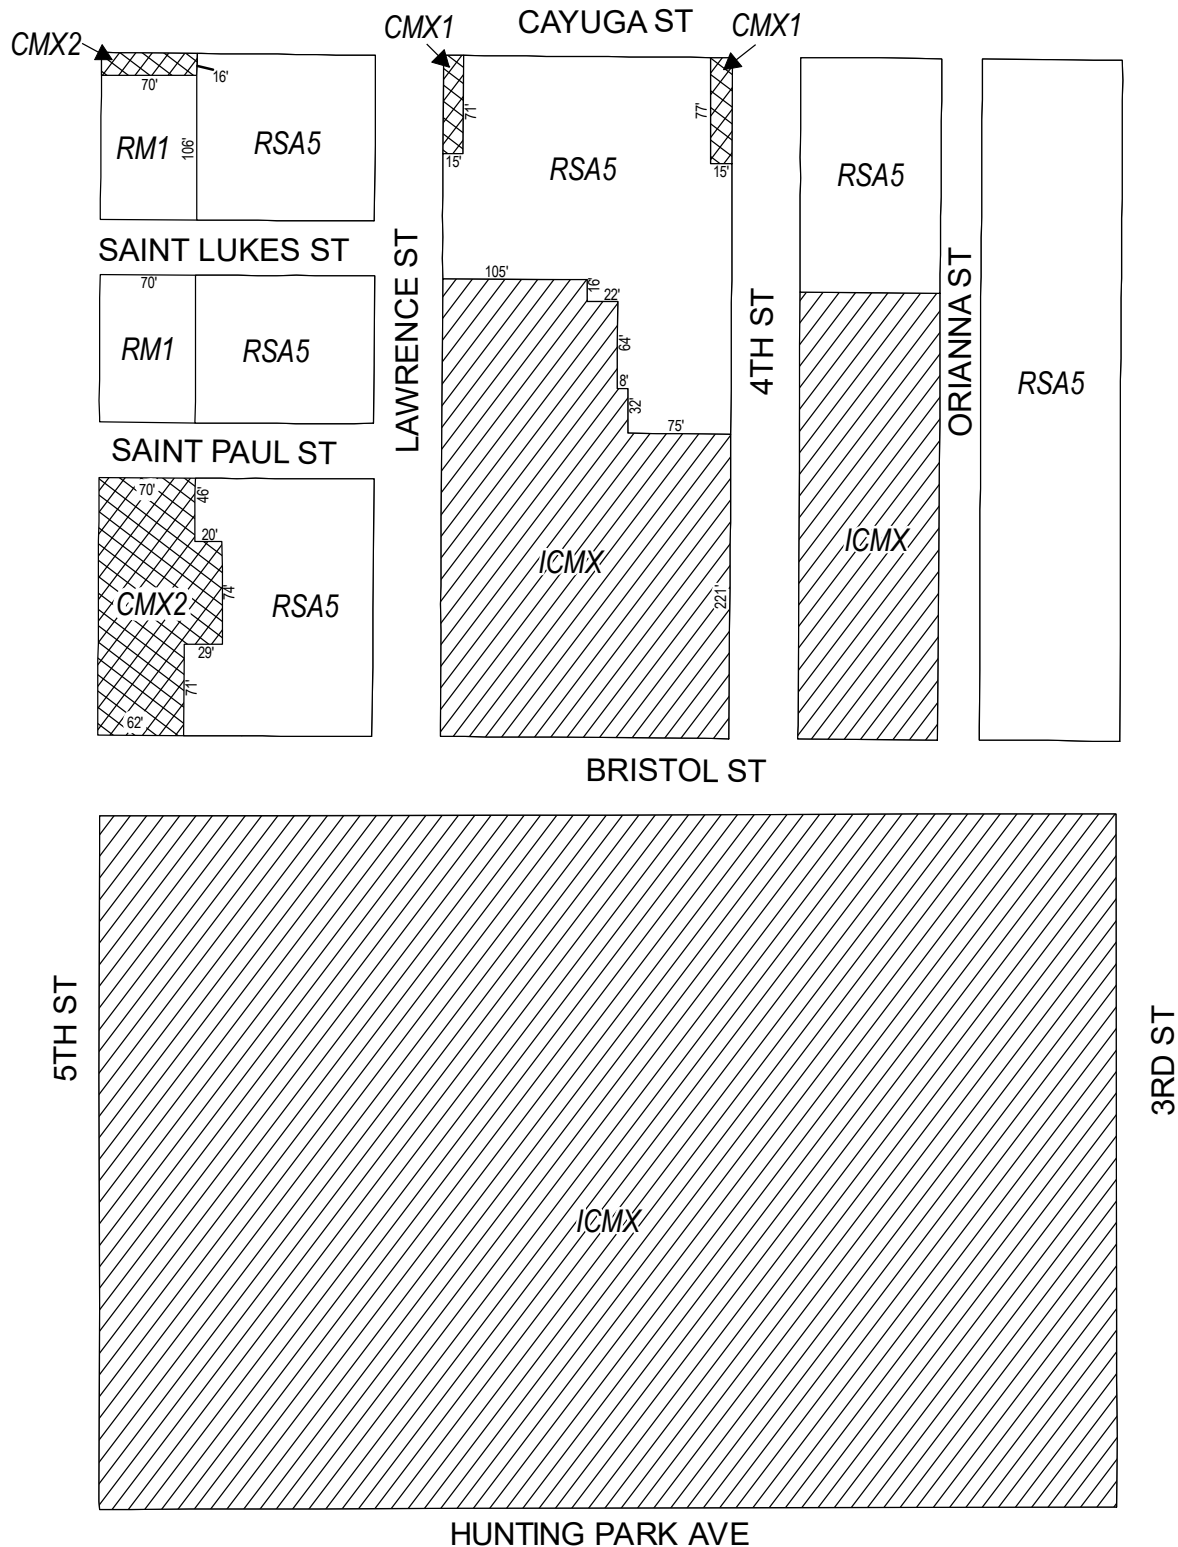 CAYUGA ST
CMX2
CMX1
CMX1
16'
70'
71'
77'
15'
15'
RM1
106'
RSA5
RSA5
RSA5
SAINT LUKES ST
70'
RM1
RSA5
LAWRENCE ST
105'
16'
22'
64'
8'
32'
75'
4TH ST
ORIANNA ST
RSA5
SAINT PAUL ST
70'
46'
20'
CMX2
74'
RSA5
29'
71'
62'
ICMX
221'
ICMX
BRISTOL ST
5TH ST
3RD ST
ICMX
HUNTING PARK AVE